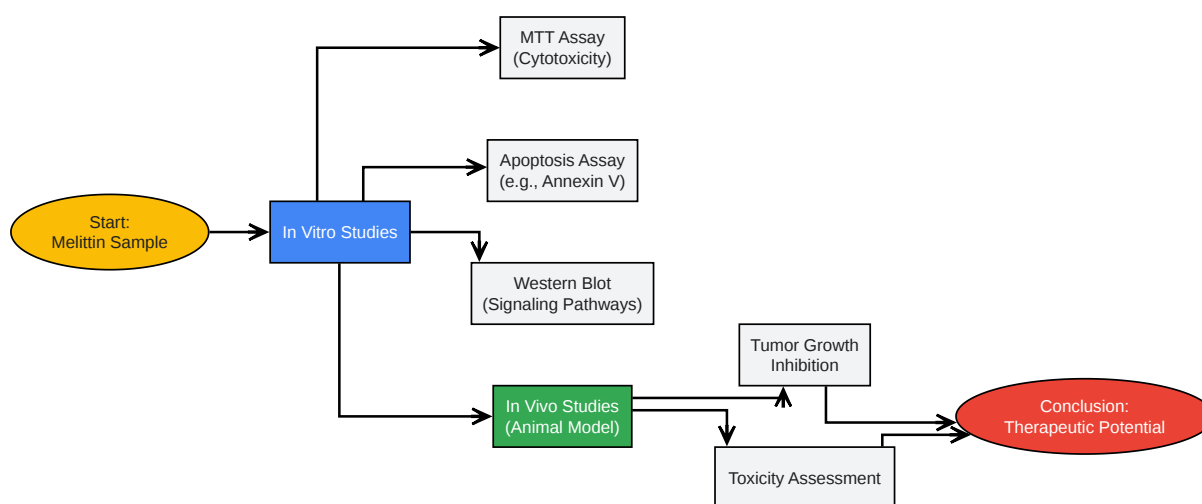 MTT Assay
(Cytotoxicity)
Apoptosis Assay
(e.g., Annexin V)
Start:
Melittin Sample
In Vitro Studies
Western Blot
(Signaling Pathways)
Tumor Growth
Inhibition
In Vivo Studies
(Animal Model)
Conclusion:
Therapeutic Potential
Toxicity Assessment